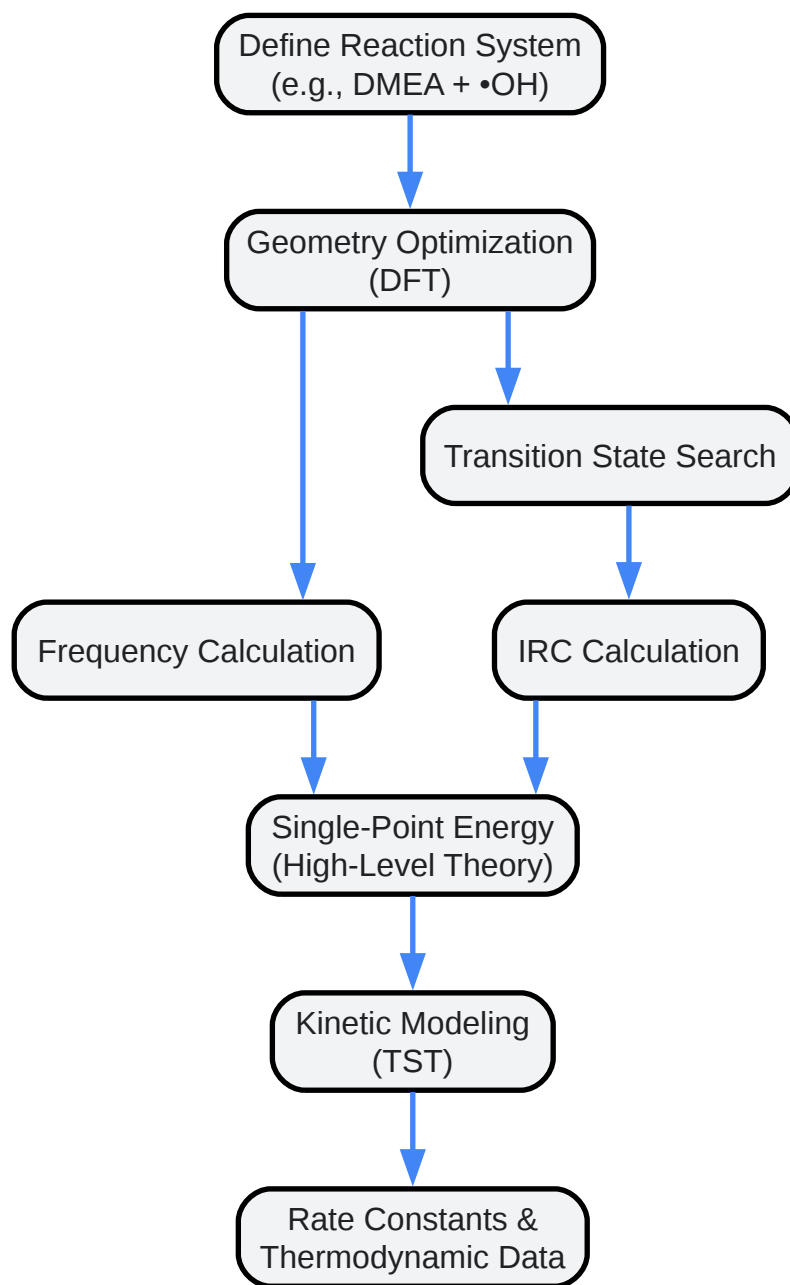 Define Reaction System
(e.g., DMEA + •OH)
Geometry Optimization
(DFT)
Transition State Search
Frequency Calculation
IRC Calculation
Single-Point Energy
(High-Level Theory)
Kinetic Modeling
(TST)
Rate Constants &
Thermodynamic Data